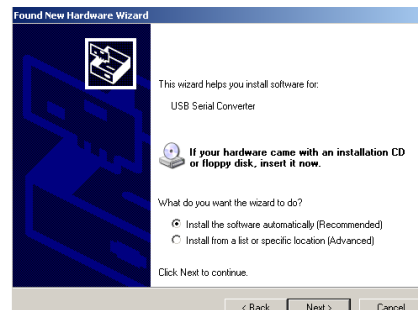 Found New Hardware Wizard
This wizard helps you install software for:
USB Serial Converter
If your hardware came with an installation CD
or floppy disk, insert it now.
What do you want the wizard to do?
Install the software automatically (Recommended)
Install from a list or specific location (Advanced)
Click Next to continue.
< Back Next > Cancel